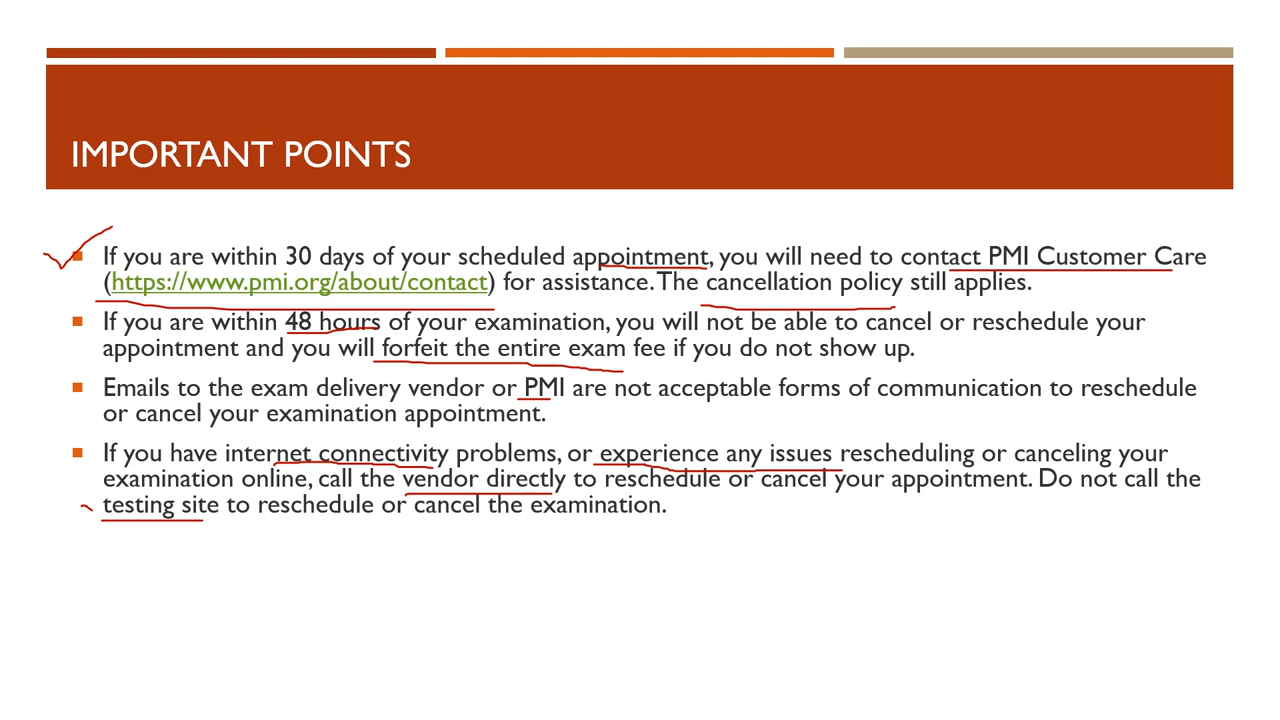 IMPORTANT POINTS
If you are within 30 days of your scheduled appointment, you will need to contact PMI Customer Care
(https://www.pmi.org/about/contact) for assistance. The cancellation policy still applies.
If you are within 48 hours of your examination, you will not be able to cancel or reschedule your
appointment and you will forfeit the entire exam fee if you do not show up.
Emails to the exam delivery vendor or PMI are not acceptable forms of communication to reschedule
or cancel your examination appointment.
If you have internet connectivity problems, or experience any issues rescheduling or canceling your
examination online, call the vendor directly to reschedule or cancel your appointment. Do not call the
testing site to reschedule or cancel the examination.